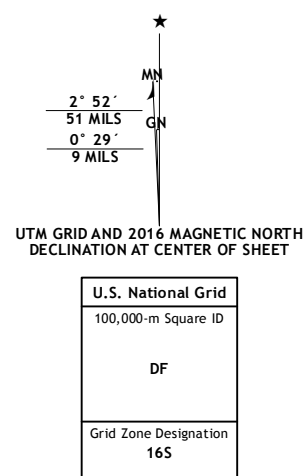 ★
MN
2° 52´
51 MILS
GN
0° 29´
9 MILS
UTM GRID AND 2016 MAGNETIC NORTH
DECLINATION AT CENTER OF SHEET
U.S. National Grid
100,000-m Square ID
DF
Grid Zone Designation
16S